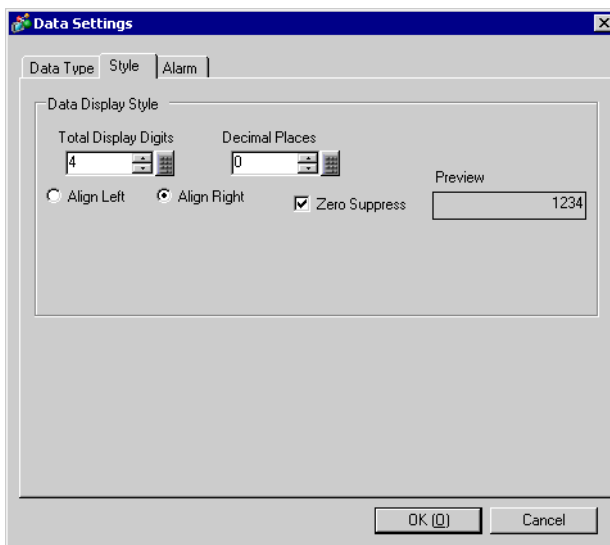 Data Settings
Data Type Style Alarm
Data Display Style
Total Display Digits Decimal Places
4 0
Preview
Align Left Align Right Zero Suppress 1234
OK (O) Cancel